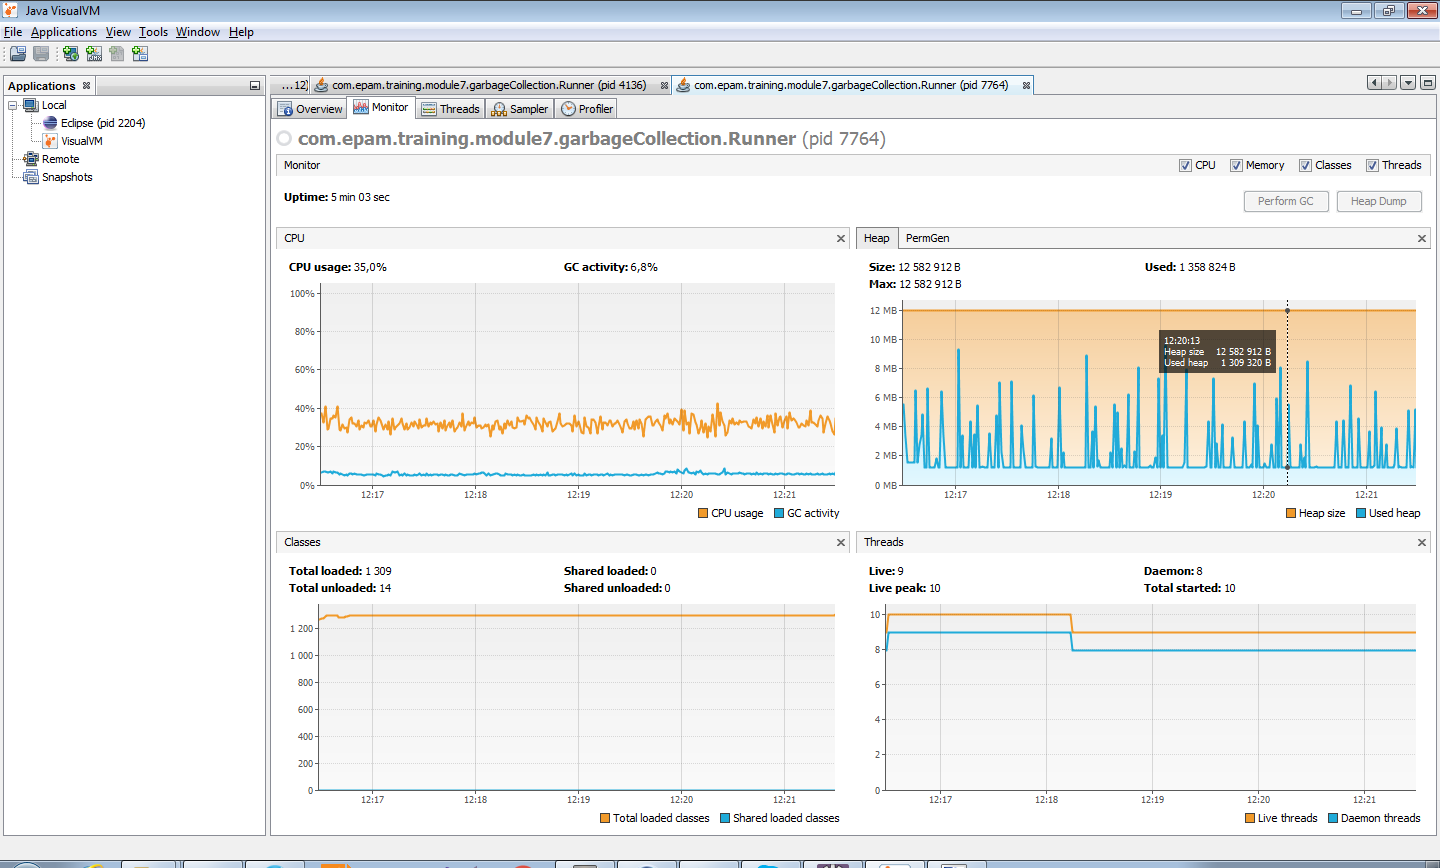 Java VisualVM
File Applications View Tools Window Help
Applications
Local
Eclipse (pid 2204)
VisualVM
Remote
Snapshots
...12)
com.epam.training.module7.garbageCollection.Runner (pid 4136)
com.epam.training.module7.garbageCollection.Runner (pid 7764)
Overview Monitor Threads Sampler Profiler
com.epam.training.module7.garbageCollection.Runner (pid 7764)
Monitor
CPU Memory Classes Threads
Uptime: 5 min 03 sec
Perform GC Heap Dump
CPU
CPU usage: 35,0% GC activity: 6,8%
100%
80%
60%
40%
20%
0%
12:17 12:18 12:19 12:20 12:21
CPU usage GC activity
Heap PermGen
Size: 12 582 912 B Used: 1 358 824 B
Max: 12 582 912 B
12 MB
10 MB
8 MB
6 MB
4 MB
2 MB
0 MB
12:20:13
Heap size 12 582 912 B
Used heap 1 309 320 B
12:17 12:18 12:19 12:20 12:21
Heap size Used heap
Classes
Total loaded: 1 309 Shared loaded: 0
Total unloaded: 14 Shared unloaded: 0
1 200
1 000
800
600
400
200
0
12:17 12:18 12:19 12:20 12:21
Total loaded classes Shared loaded classes
Threads
Live: 9 Daemon: 8
Live peak: 10 Total started: 10
10
8
6
4
2
0
12:17 12:18 12:19 12:20 12:21
Live threads Daemon threads